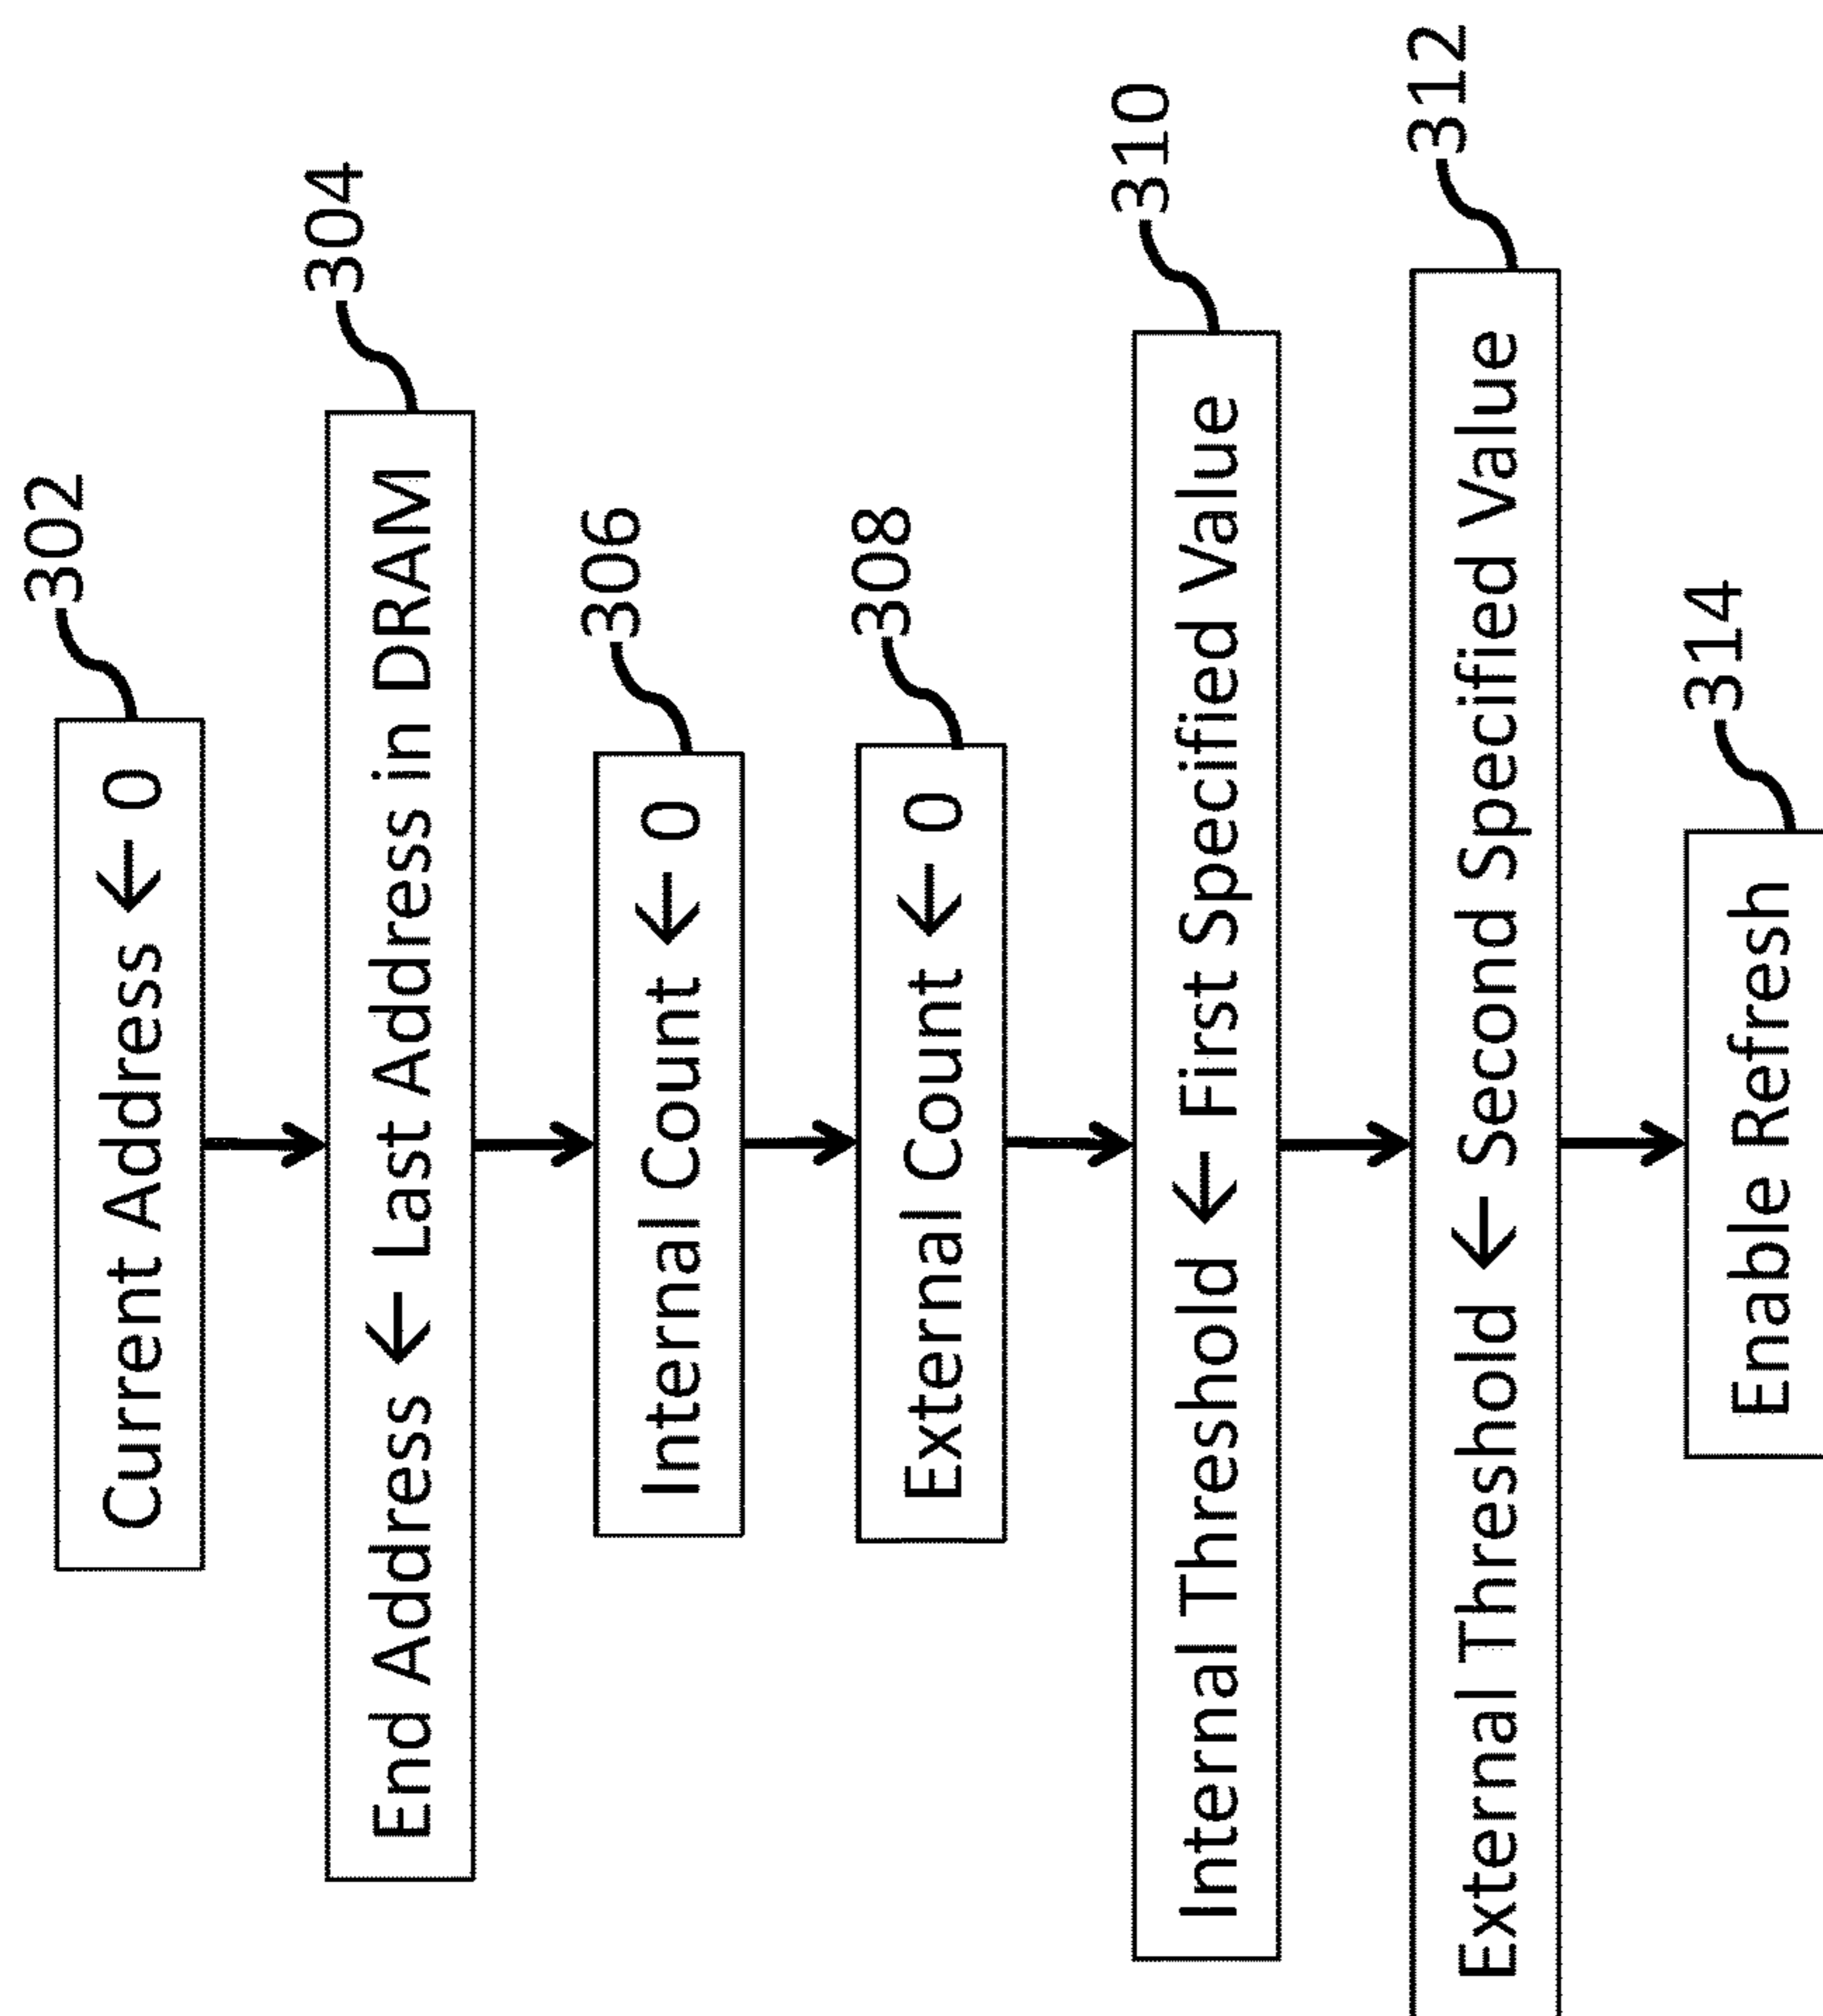 302
Current Address ← 0
304
End Address ← Last Address in DRAM
306
Internal Count ← 0
308
External Count ← 0
310
Internal Threshold ← First Specified Value
312
External Threshold ← Second Specified Value
314
Enable Refresh